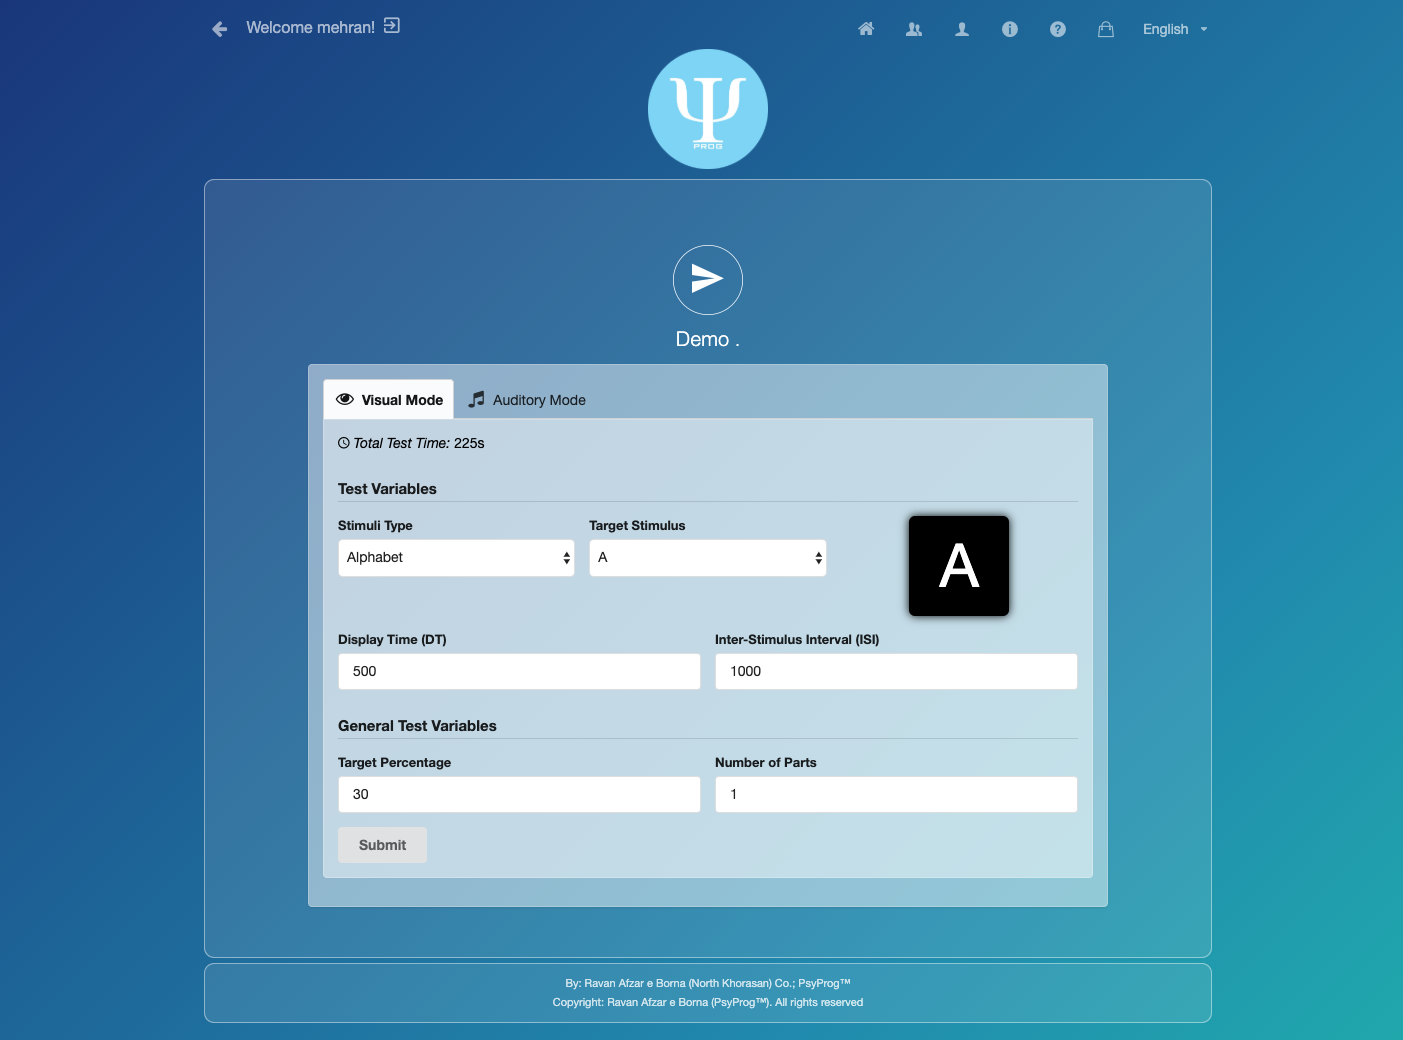 Welcome mehran!
English
Ψ
PROG
Demo .
Visual Mode
Auditory Mode
Total Test Time: 225s
Test Variables
Stimuli Type
Target Stimulus
Alphabet
A
A
Display Time (DT)
Inter-Stimulus Interval (ISI)
500
1000
General Test Variables
Target Percentage
Number of Parts
30
1
Submit
By: Ravan Afzar e Borna (North Khorasan) Co.; PsyProg™
Copyright: Ravan Afzar e Borna (PsyProg™). All rights reserved